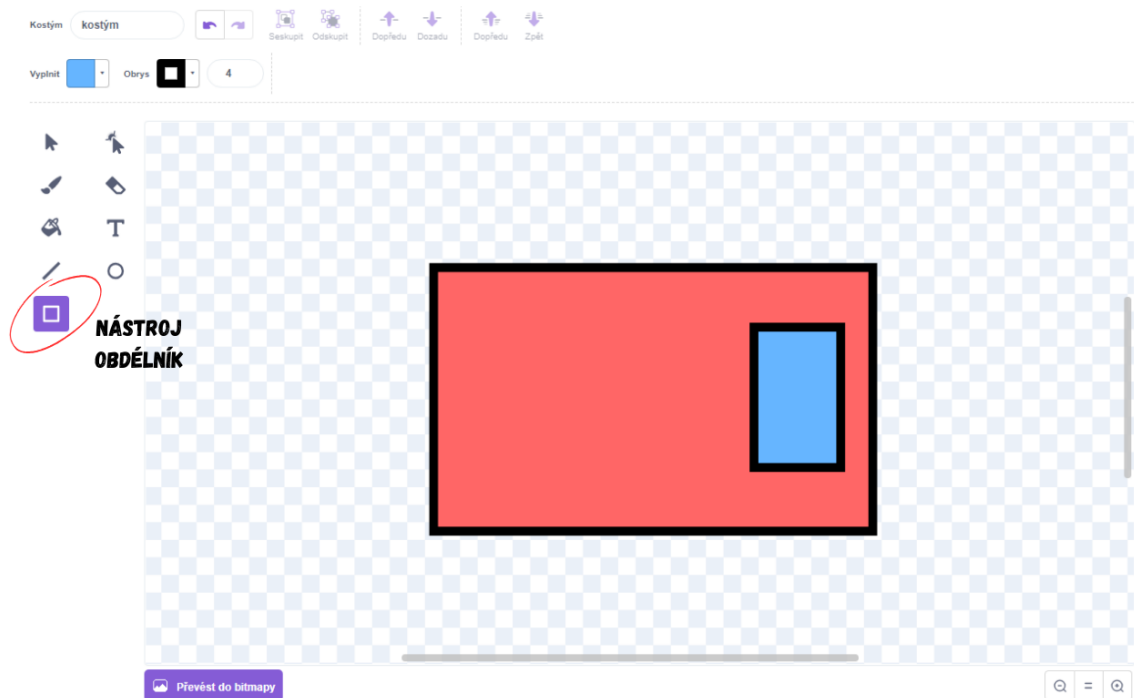 Kostým kostým
Seskupit Odskupit Dopředu Dozadu Dopředu Zpět
Vyplnit Obrys 4
T
NÁSTROJ
OBDÉLNÍK
Převést do bitmapy